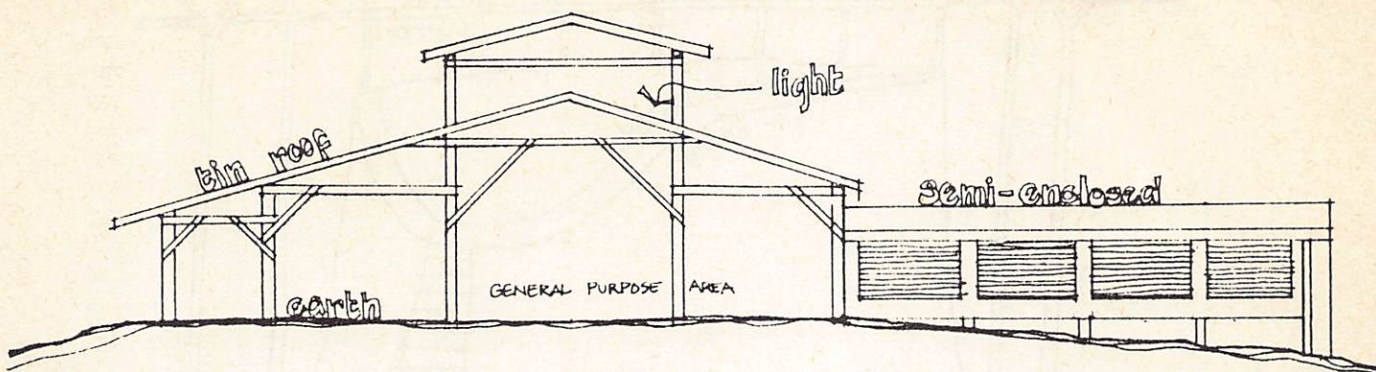 light
tin roof
semi-enclosed
GENERAL PURPOSE AREA
earth